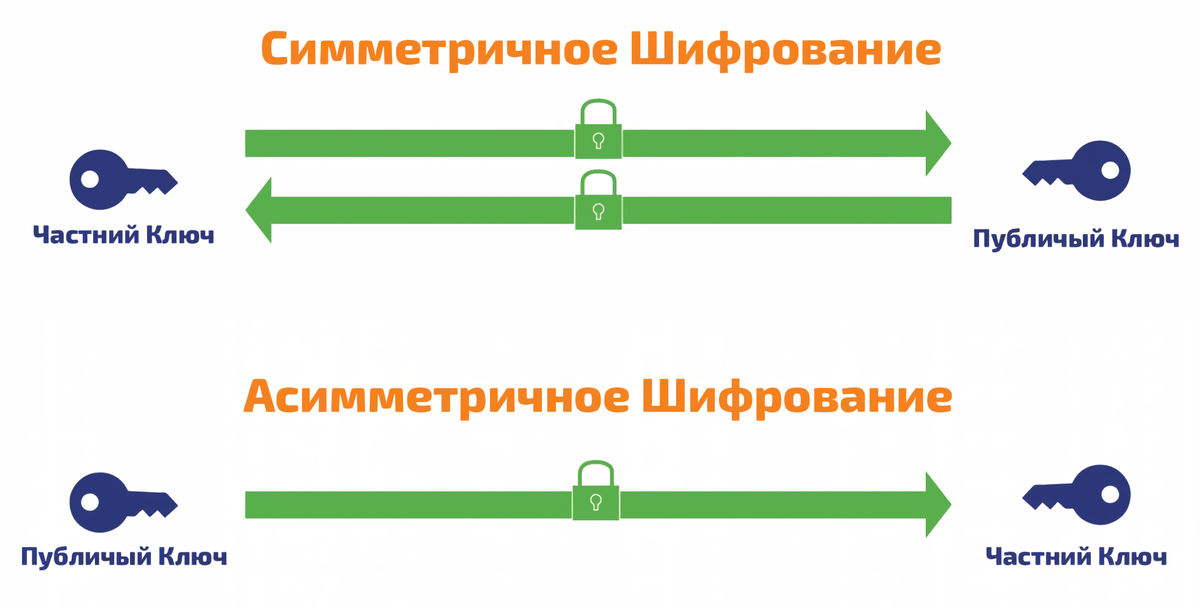 Симметричное Шифрование
Частний Ключ
Публичый Ключ
Асимметричное Шифрование
Публичый Ключ
Частний Ключ